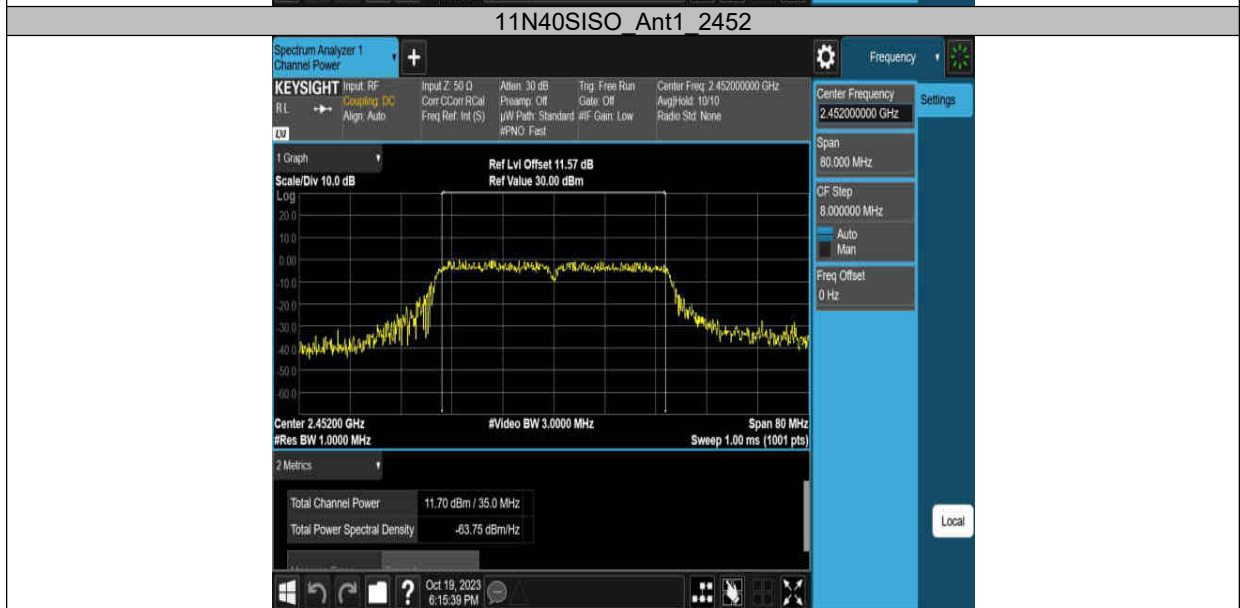 11N40SISO_Ant1_2452
Spectrum Analyzer 1
Channel Power
+
Frequency
KEYSIGHT
RL
Input: RF
Coupling: DC
Align: Auto
Input Z: 50 Ω
Corr CCorr RCal
Freq Ref: Int (S)
Atten: 30 dB
Preamp: Off
µW Path: Standard
#PNO: Fast
Trig: Free Run
Gate: Off
#IF Gain: Low
Center Freq: 2.452000000 GHz
Avg|Hold: 10/10
Radio Std: None
Center Frequency
2.452000000 GHz
Settings
Span
80.000 MHz
CF Step
8.000000 MHz
Auto
Man
Freq Offset
0 Hz
1 Graph
Scale/Div 10.0 dB
Ref Lvl Offset 11.57 dB
Ref Value 30.00 dBm
Log
20.0
10.0
0.00
-10.0
-20.0
-30.0
-40.0
-50.0
-60.0
Center 2.45200 GHz
#Video BW 3.0000 MHz
Span 80 MHz
#Res BW 1.0000 MHz
Sweep 1.00 ms (1001 pts)
2 Metrics
Total Channel Power 11.70 dBm / 35.0 MHz
Total Power Spectral Density -63.75 dBm/Hz
Local
?
Oct 19, 2023
6:15:39 PM